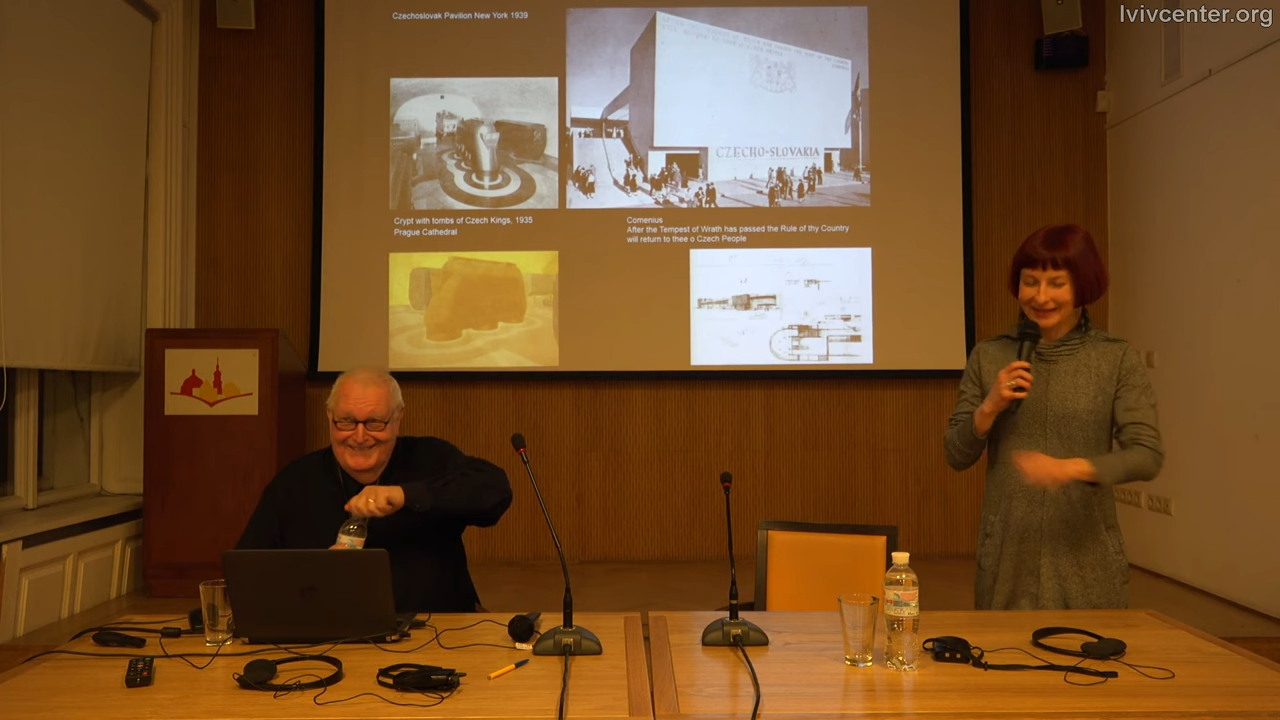 lvivcenter.org
Czechoslovak Pavilion New York 1939
CZECHO-SLOVAKIA
Crypt with tombs of Czech Kings, 1935
Prague Cathedral
Comenius
After the Tempest of Wrath has passed the Rule of thy Country
will return to thee o Czech People